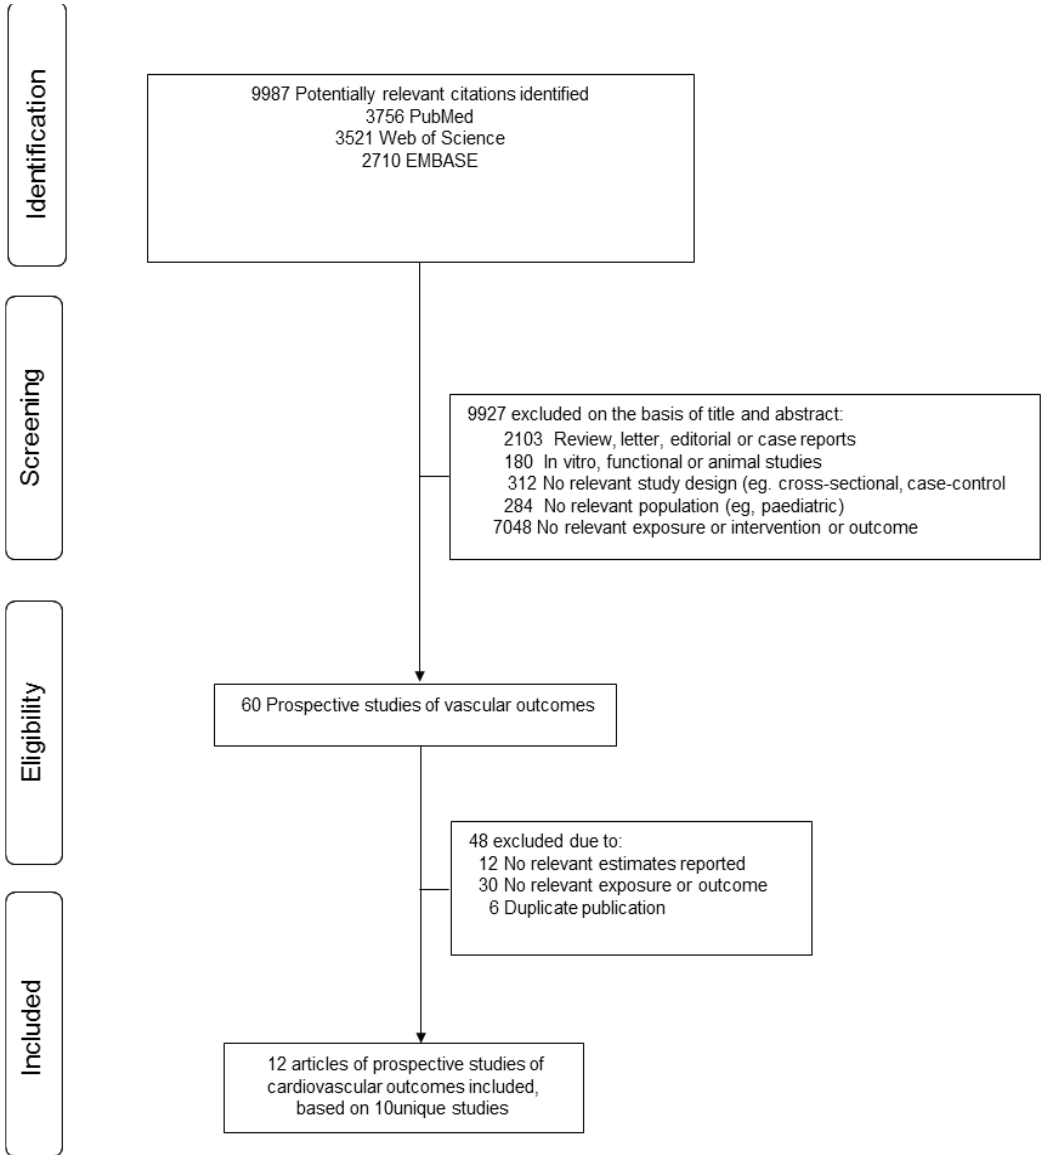 Identification
9987 Potentially relevant citations identified
3756 PubMed
3521 Web of Science
2710 EMBASE
Screening
9927 excluded on the basis of title and abstract:
2103 Review, letter, editorial or case reports
180 In vitro, functional or animal studies
312 No relevant study design (eg. cross-sectional, case-control
284 No relevant population (eg, paediatric)
7048 No relevant exposure or intervention or outcome
Eligibility
60 Prospective studies of vascular outcomes
48 excluded due to:
12 No relevant estimates reported
30 No relevant exposure or outcome
6 Duplicate publication
Included
12 articles of prospective studies of
cardiovascular outcomes included,
based on 10unique studies